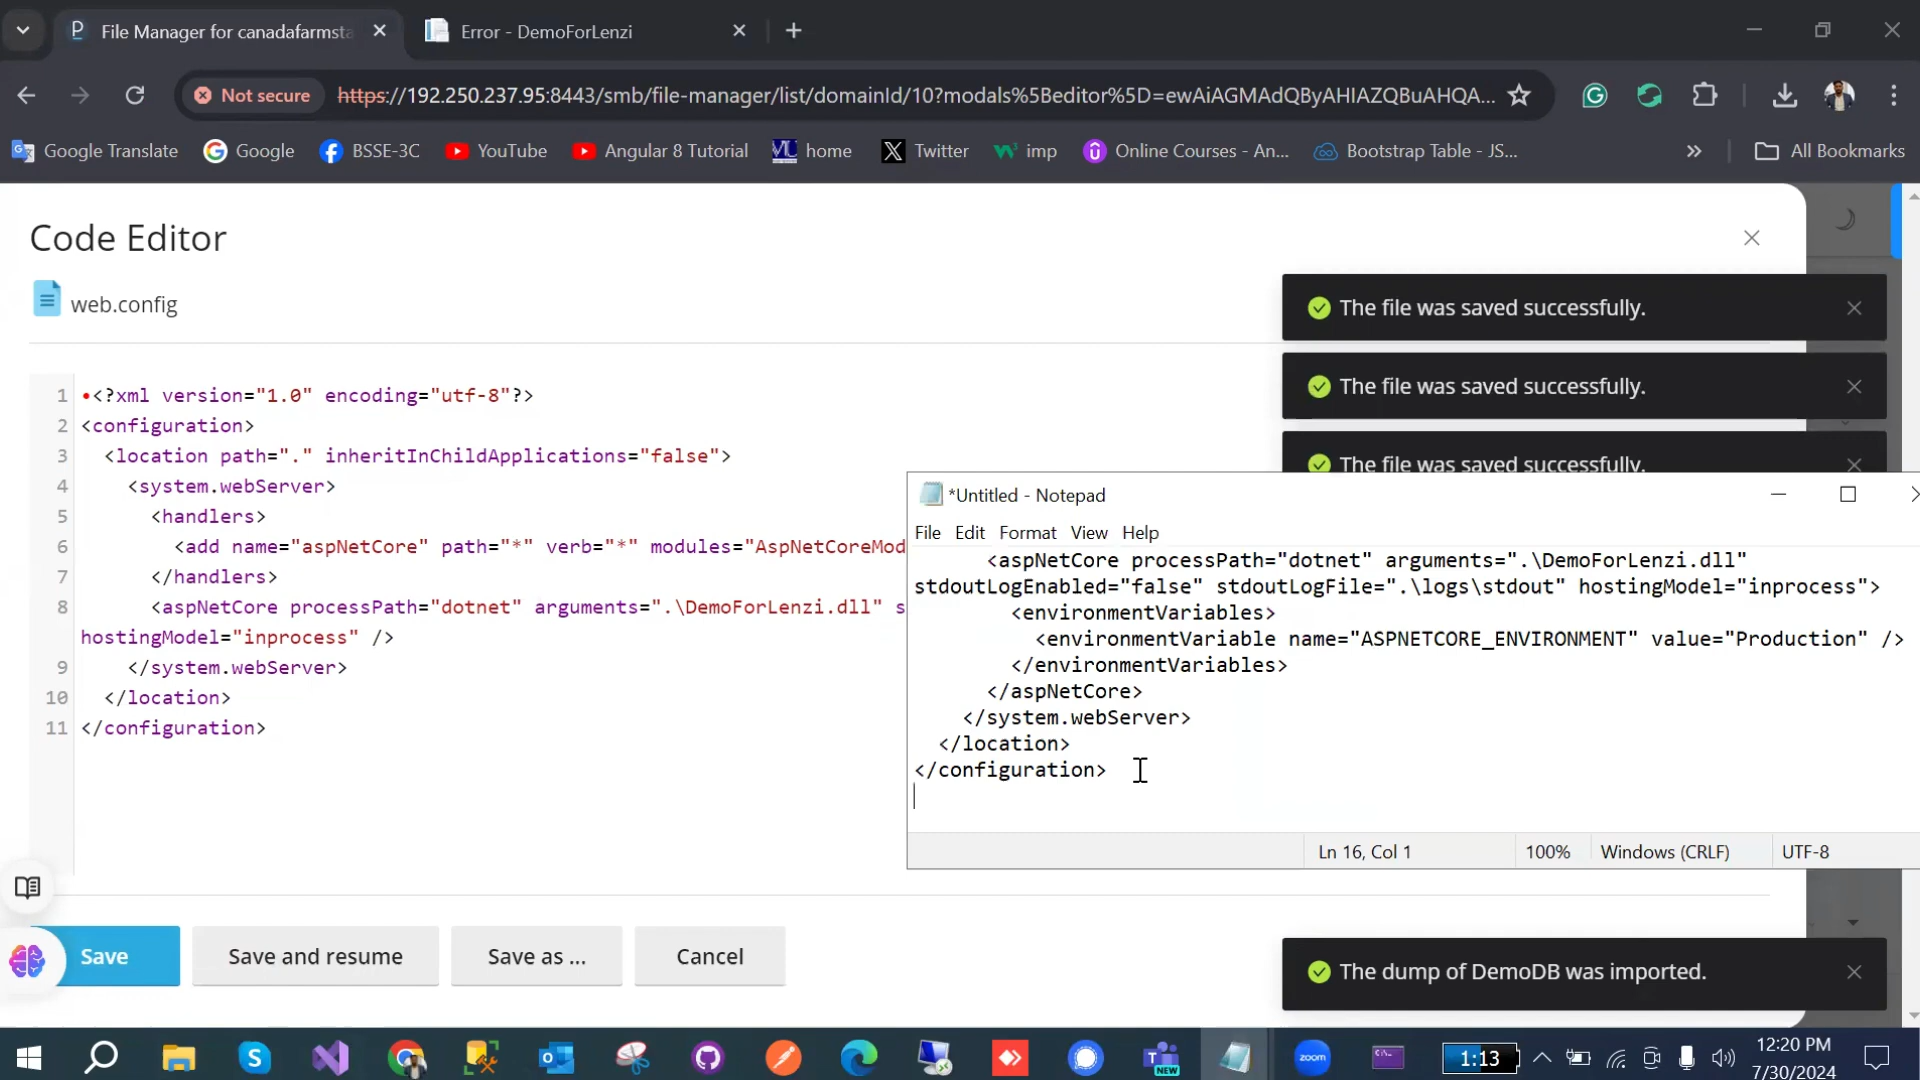 File Manager for canadafarmsta
Error - DemoForLenzi
Not secure
https://192.250.237.95:8443/smb/file-manager/list/domainId/10?modals%5Beditor%5D=ewAiAGMAdQByAHIAZQBuAHQA...
Google Translate
Google
BSSE-3C
YouTube
Angular 8 Tutorial
home
Twitter
imp
Online Courses - An...
Bootstrap Table - JS...
»
All Bookmarks
Code Editor
web.config
The file was saved successfully.
The file was saved successfully.
The file was saved successfully.
1 •<?xml version="1.0" encoding="utf-8"?>
2 <configuration>
3 <location path="." inheritInChildApplications="false">
4 <system.webServer>
5 <handlers>
6 <add name="aspNetCore" path="*" verb="*" modules="AspNetCoreMod
7 </handlers>
8 <aspNetCore processPath="dotnet" arguments=".\DemoForLenzi.dll" s
hostingModel="inprocess" />
9 </system.webServer>
10 </location>
11 </configuration>
*Untitled - Notepad
File Edit Format View Help
<aspNetCore processPath="dotnet" arguments=".\DemoForLenzi.dll"
stdoutLogEnabled="false" stdoutLogFile=".\logs\stdout" hostingModel="inprocess">
<environmentVariables>
<environmentVariable name="ASPNETCORE_ENVIRONMENT" value="Production" />
</environmentVariables>
</aspNetCore>
</system.webServer>
</location>
</configuration>
Ln 16, Col 1
100%
Windows (CRLF)
UTF-8
Save
Save and resume
Save as ...
Cancel
The dump of DemoDB was imported.
NEW
zoom
1:13
12:20 PM
7/30/2024